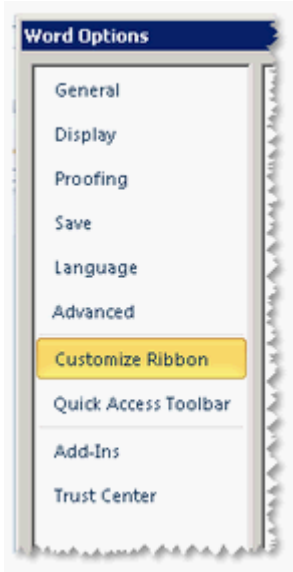 Word Options
General
Display
Proofing
Save
Language
Advanced
Customize Ribbon
Quick Access Toolbar
Add-Ins
Trust Center